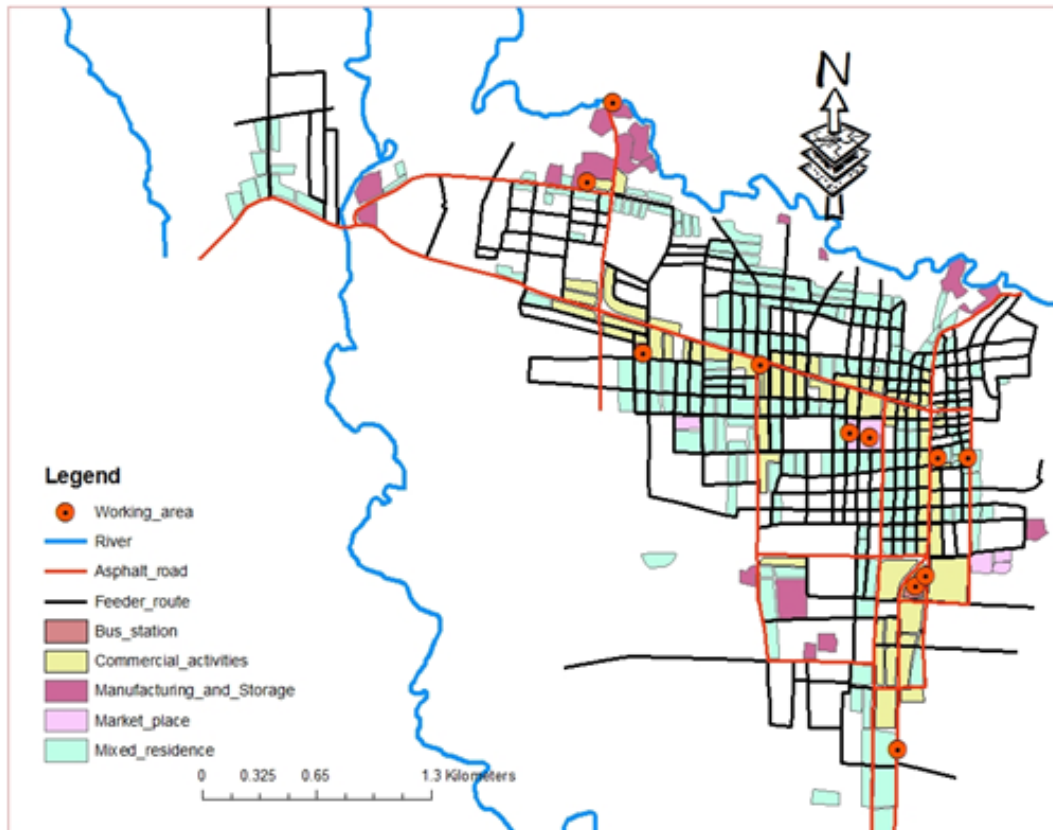 N
Legend
Working_area
River
Asphalt_road
Feeder_route
Bus_station
Commercial_activities
Manufacturing_and_Storage
Market_place
Mixed_residence
0 0.325 0.65 1.3 Kilometers